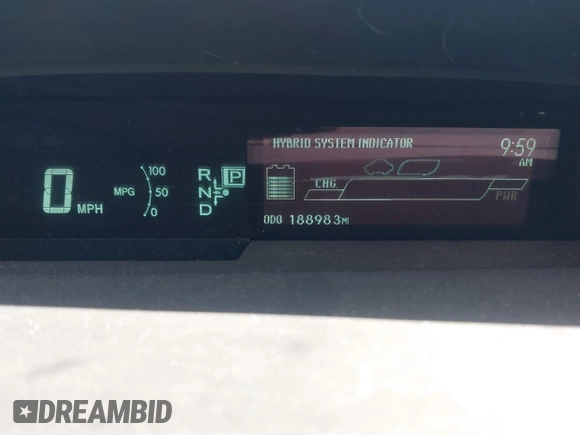 0 MPH
MPG 100 50 0
R P
N
D
HYBRID SYSTEM INDICATOR
9:59 AM
CHG
PWR
ODO 188983MI
DREAMBID